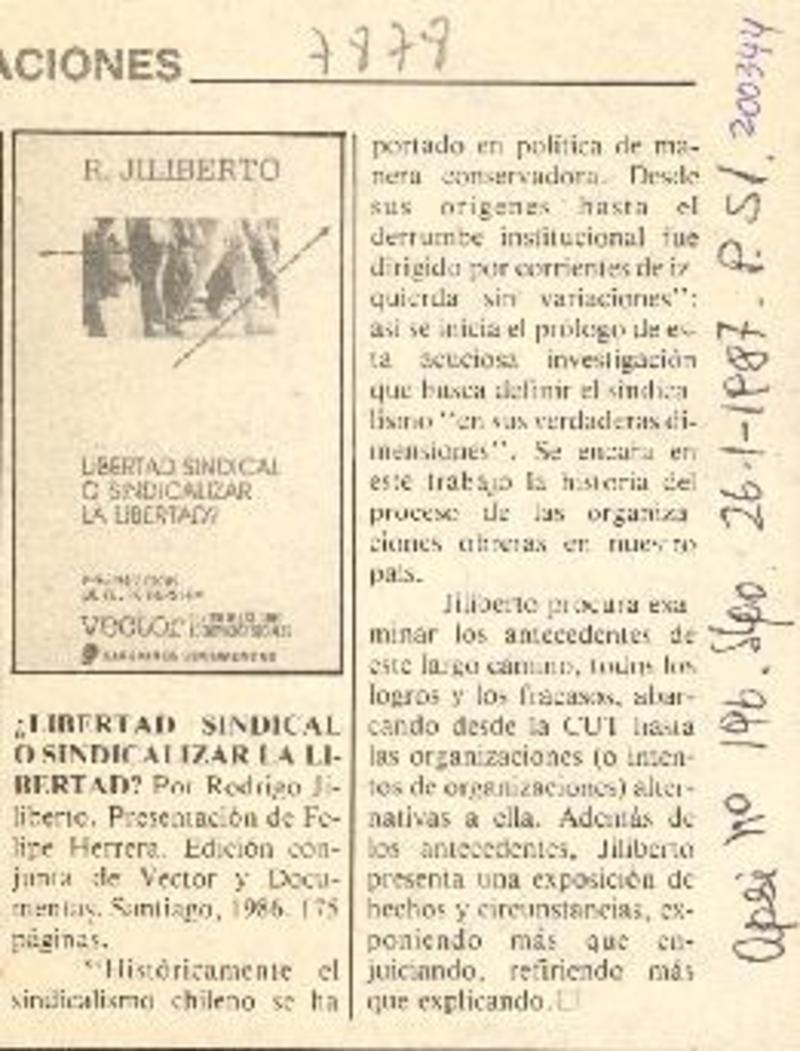 ACIONES
7878
R. JILIBERTO
LIBERTAD SINDICAL
O SINDICALIZAR
LA LIBERTAD?
vector
¿LIBERTAD SINDICAL
O SINDICALIZAR LA LI-
BERTAD? Por Rodrigo Ji-
liberto. Presentación de Fe-
lipe Herrera. Edición con-
junta de Vector y Docu-
mentas. Santiago, 1986. 175
páginas.
"Históricamente el
sindicalismo chileno se ha
portado en política de ma-
nera conservadora. Desde
sus orígenes hasta el
derrumbe institucional fue
dirigido por corrientes de iz-
quierda sin variaciones":
así se inicia el prólogo de es-
ta acuciosa investigación
que busca definir el sindica-
lismo "en sus verdaderas di-
mensiones". Se encara en
este trabajo la historia del
proceso de las organiza-
ciones obreras en nuestro
país.
Jiliberto procura exa-
minar los antecedentes de
este largo camino, todos los
logros y los fracasos, abar-
cando desde la CUT hasta
las organizaciones (o inten-
tos de organizaciones) alter-
nativas a ella. Además de
los antecedentes, Jiliberto
presenta una exposición de
hechos y circunstancias, ex-
poniendo más que en-
juiciando, refiriendo más
que explicando.□
Apsi Nº 196. Stgo. 26-1-1987. P. 51.
200344